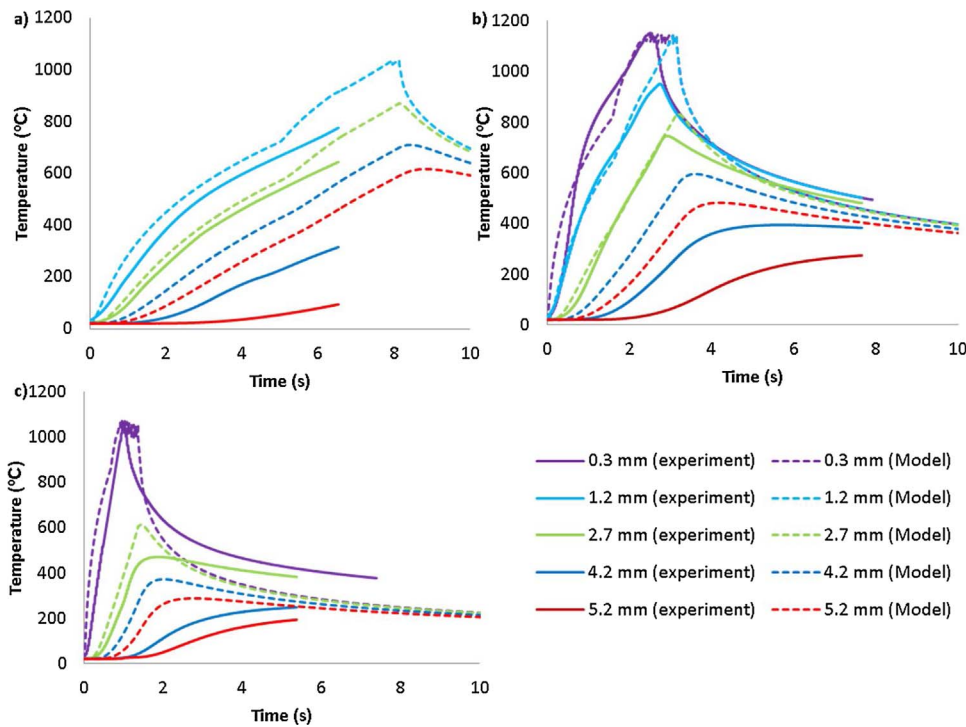 a)
Temperature (°C)
1200
1000
800
600
400
200
0
0 2 4 6 8 10
Time (s)
b)
Temperature (°C)
1200
1000
800
600
400
200
0
0 2 4 6 8 10
Time (s)
c)
Temperature (°C)
1200
1000
800
600
400
200
0
0 2 4 6 8 10
Time (s)
0.3 mm (experiment) 0.3 mm (Model)
1.2 mm (experiment) 1.2 mm (Model)
2.7 mm (experiment) 2.7 mm (Model)
4.2 mm (experiment) 4.2 mm (Model)
5.2 mm (experiment) 5.2 mm (Model)